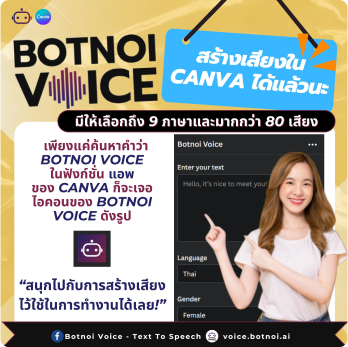 Canva
BOTNOI
VOICE
สร้างเสียงใน
CANVA ได้แล้วนะ
มีให้เลือกถึง 9 ภาษาและมากกว่า 80 เสียง
เพียงแค่ค้นหาคำว่า
BOTNOI VOICE
ในฟังก์ชั่น แอพ
ของ CANVA ก็จะเจอ
ไอคอนของ BOTNOI
VOICE ดังรูป
Botnoi Voice
Enter your text
Hello, it's nice to meet you!
Language
Thai
Gender
Female
“สนุกไปกับการสร้างเสียง
ไว้ใช้ในการทำงานได้เลย!”
Botnoi Voice - Text To Speech voice.botnoi.ai